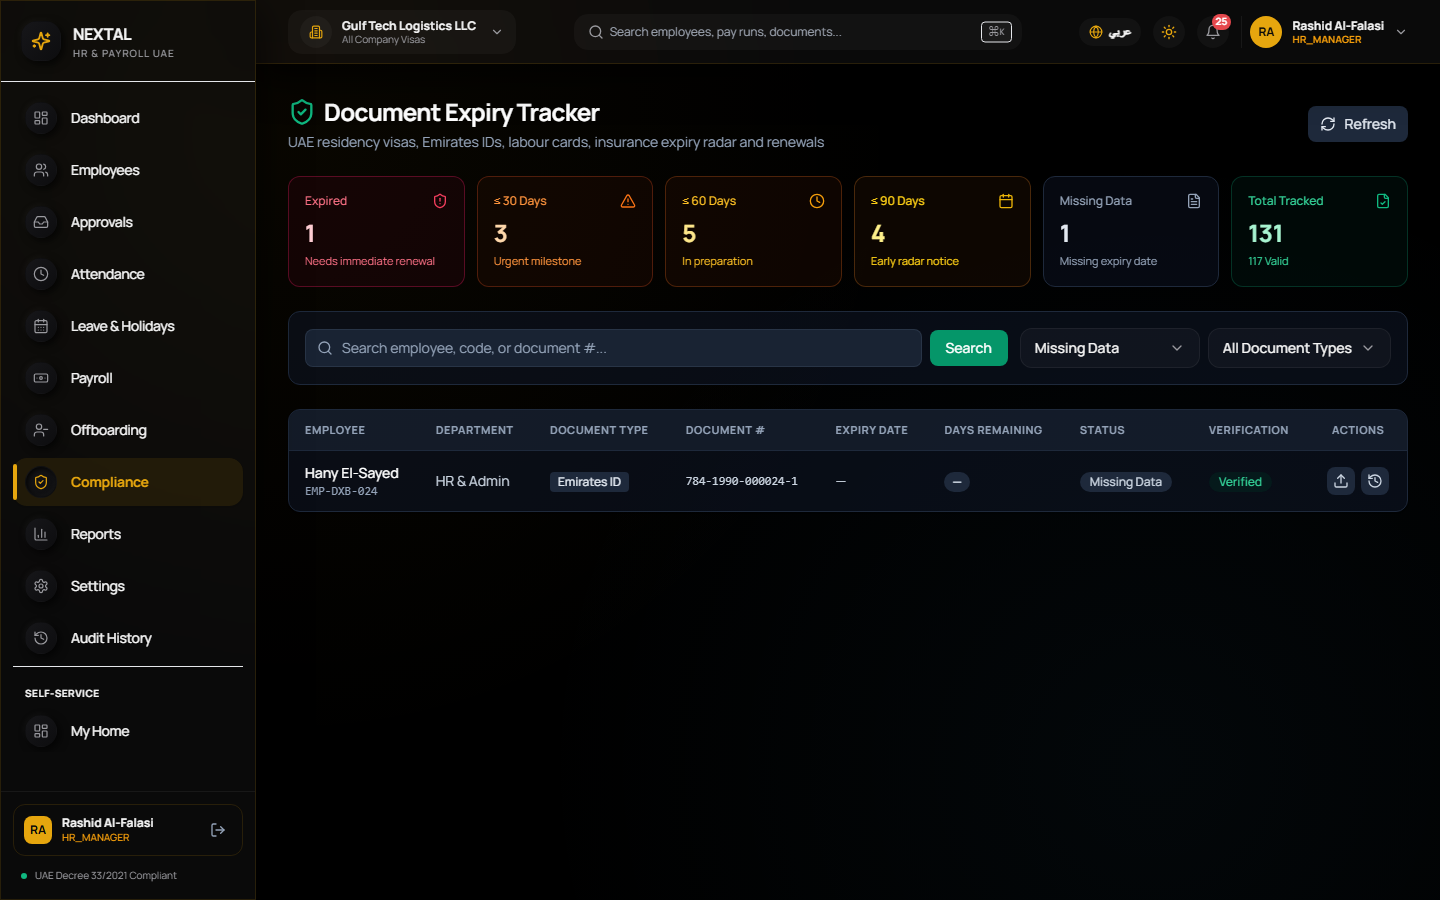 NEXTAL
HR & PAYROLL UAE
Dashboard
Employees
Approvals
Attendance
Leave & Holidays
Payroll
Offboarding
Compliance
Reports
Settings
Audit History
SELF-SERVICE
My Home
RA
Rashid Al-Falasi
HR_MANAGER
UAE Decree 33/2021 Compliant
Gulf Tech Logistics LLC
All Company Visas
Search employees, pay runs, documents...
⌘K
عربي
25
RA
Rashid Al-Falasi
HR_MANAGER
Document Expiry Tracker
UAE residency visas, Emirates IDs, labour cards, insurance expiry radar and renewals
Refresh
Expired
1
Needs immediate renewal
≤ 30 Days
3
Urgent milestone
≤ 60 Days
5
In preparation
≤ 90 Days
4
Early radar notice
Missing Data
1
Missing expiry date
Total Tracked
131
117 Valid
Search employee, code, or document #...
Search
Missing Data
All Document Types
EMPLOYEE DEPARTMENT DOCUMENT TYPE DOCUMENT # EXPIRY DATE DAYS REMAINING STATUS VERIFICATION ACTIONS
Hany El-Sayed
EMP-DXB-024
HR & Admin
Emirates ID
784-1990-000024-1
—
—
Missing Data
Verified